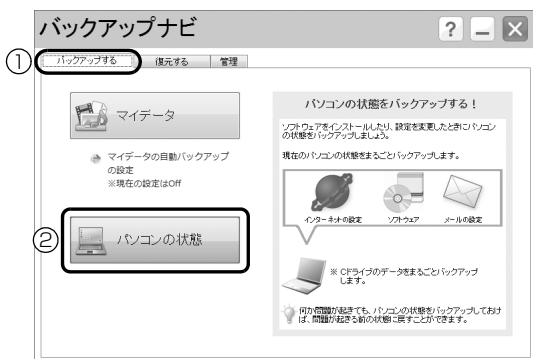 バックアップナビ
?
①
バックアップする 復元する 管理
マイデータ
マイデータの自動バックアップ
の設定
※現在の設定はOff
②
パソコンの状態
パソコンの状態をバックアップする！
ソフトウェアをインストールしたり、設定を変更したときにパソコン
の状態をバックアップしましょう。
現在のパソコンの状態をまるごとバックアップします。
インターネットの設定 ソフトウェア メールの設定
※ Cドライブのデータをまるごとバックアップ
します。
何か問題が起きても、パソコンの状態をバックアップしておけ
ば、問題が起きる前の状態に戻すことができます。